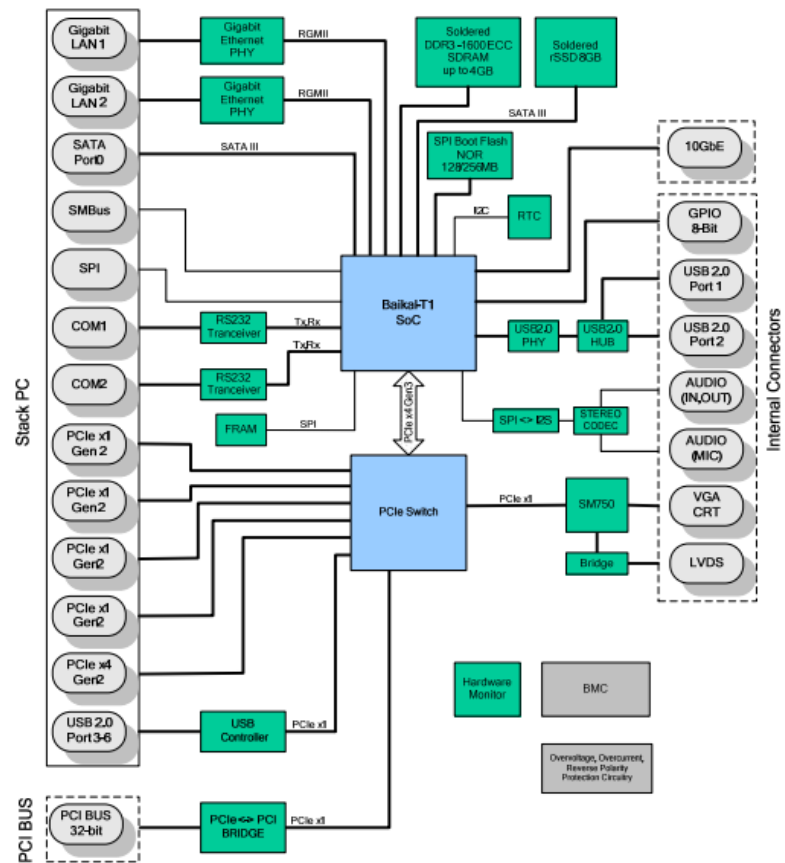 Gigabit
LAN 1
Gigabit
Ethernet
PHY
RGMII
Gigabit
LAN 2
Gigabit
Ethernet
PHY
RGMII
SATA
Port0
SATA III
SMBus
SPI
COM1
RS232
Tranceiver
Tx,Rx
COM2
RS232
Tranceiver
Tx,Rx
FRAM
SPI
PCIe x1
Gen 2
PCIe x1
Gen2
PCIe x1
Gen2
PCIe x1
Gen2
PCIe x4
Gen2
USB 2.0
Port 3-6
USB
Controller
PCIe x1
Stack PC
PCI BUS
32-bit
PCIe <-> PCI
BRIDGE
PCIe x1
PCI BUS
Soldered
DDR3 -1600 ECC
SDRAM
up to 4GB
Soldered
rSSD 8GB
SATA III
SPI Boot Flash
NOR
128/256MB
I2C
RTC
Baikal-T1
SoC
PCIe x4 Gen3
PCIe Switch
PCIe x1
SM750
Bridge
USB2.0
PHY
USB2.0
HUB
SPI <> I2S
STEREO
CODEC
10GbE
GPIO
8-Bit
USB 2.0
Port 1
USB 2.0
Port 2
AUDIO
(IN,OUT)
AUDIO
(MIC)
VGA
CRT
LVDS
Internal Connectors
Hardware
Monitor
BMC
Overvoltage, Overcurrent,
Reverse Polarity
Protection Circuitry